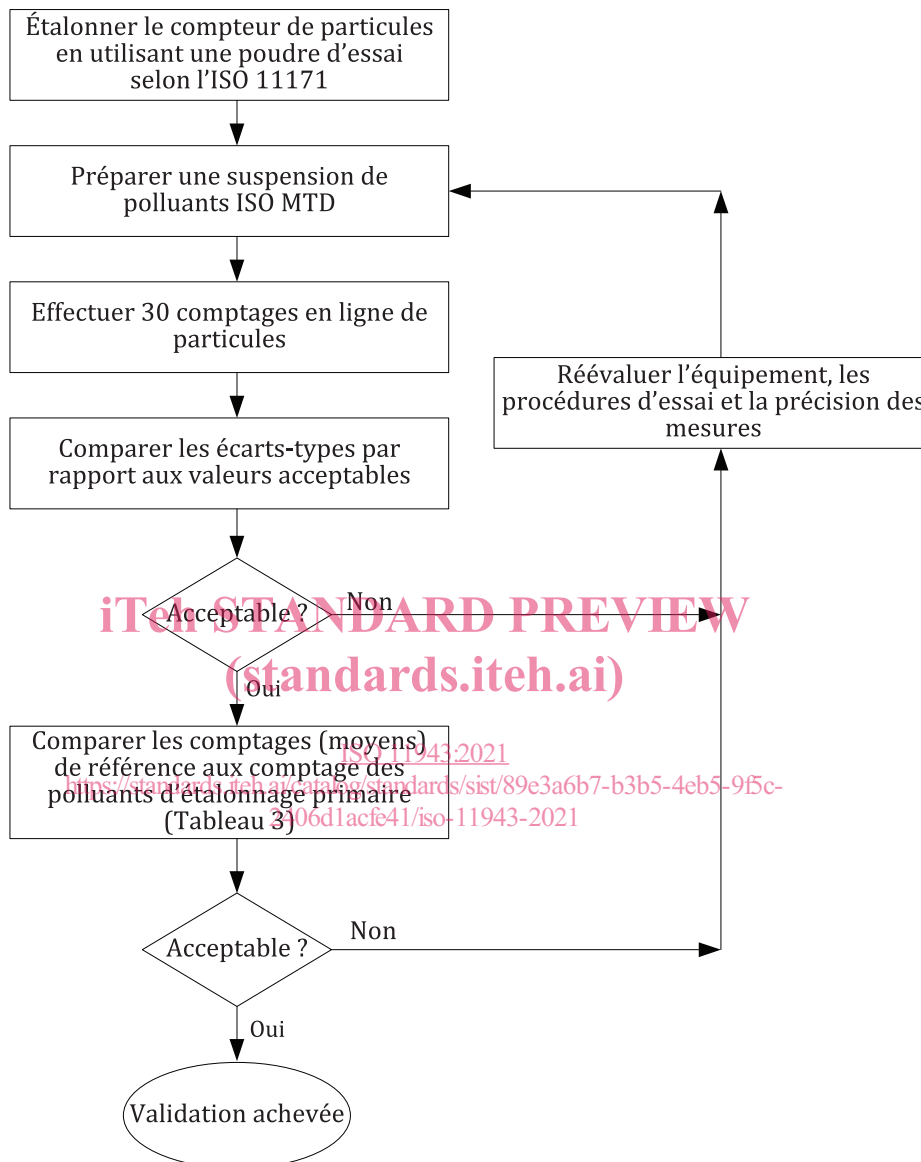 Étalonner le compteur de particules
en utilisant une poudre d’essai
selon l’ISO 11171
Préparer une suspension de
polluants ISO MTD
Effectuer 30 comptages en ligne de
particules
Réévaluer l’équipement, les
procédures d’essai et la précision des
mesures
Comparer les écarts-types par
rapport aux valeurs acceptables
Acceptable ?
Non
iTeh STANDARD PREVIEW
(standards.iteh.ai)
Oui
Comparer les comptages (moyens)
de référence aux comptage des
polluants d’étalonnage primaire
(Tableau 3)
ISO 11943:2021
https://standards.iteh.ai/catalog/standards/sist/89e3a6b7-b3b5-4eb5-9f5c-
2406d1acfe41/iso-11943-2021
Acceptable ?
Non
Oui
Validation achevée